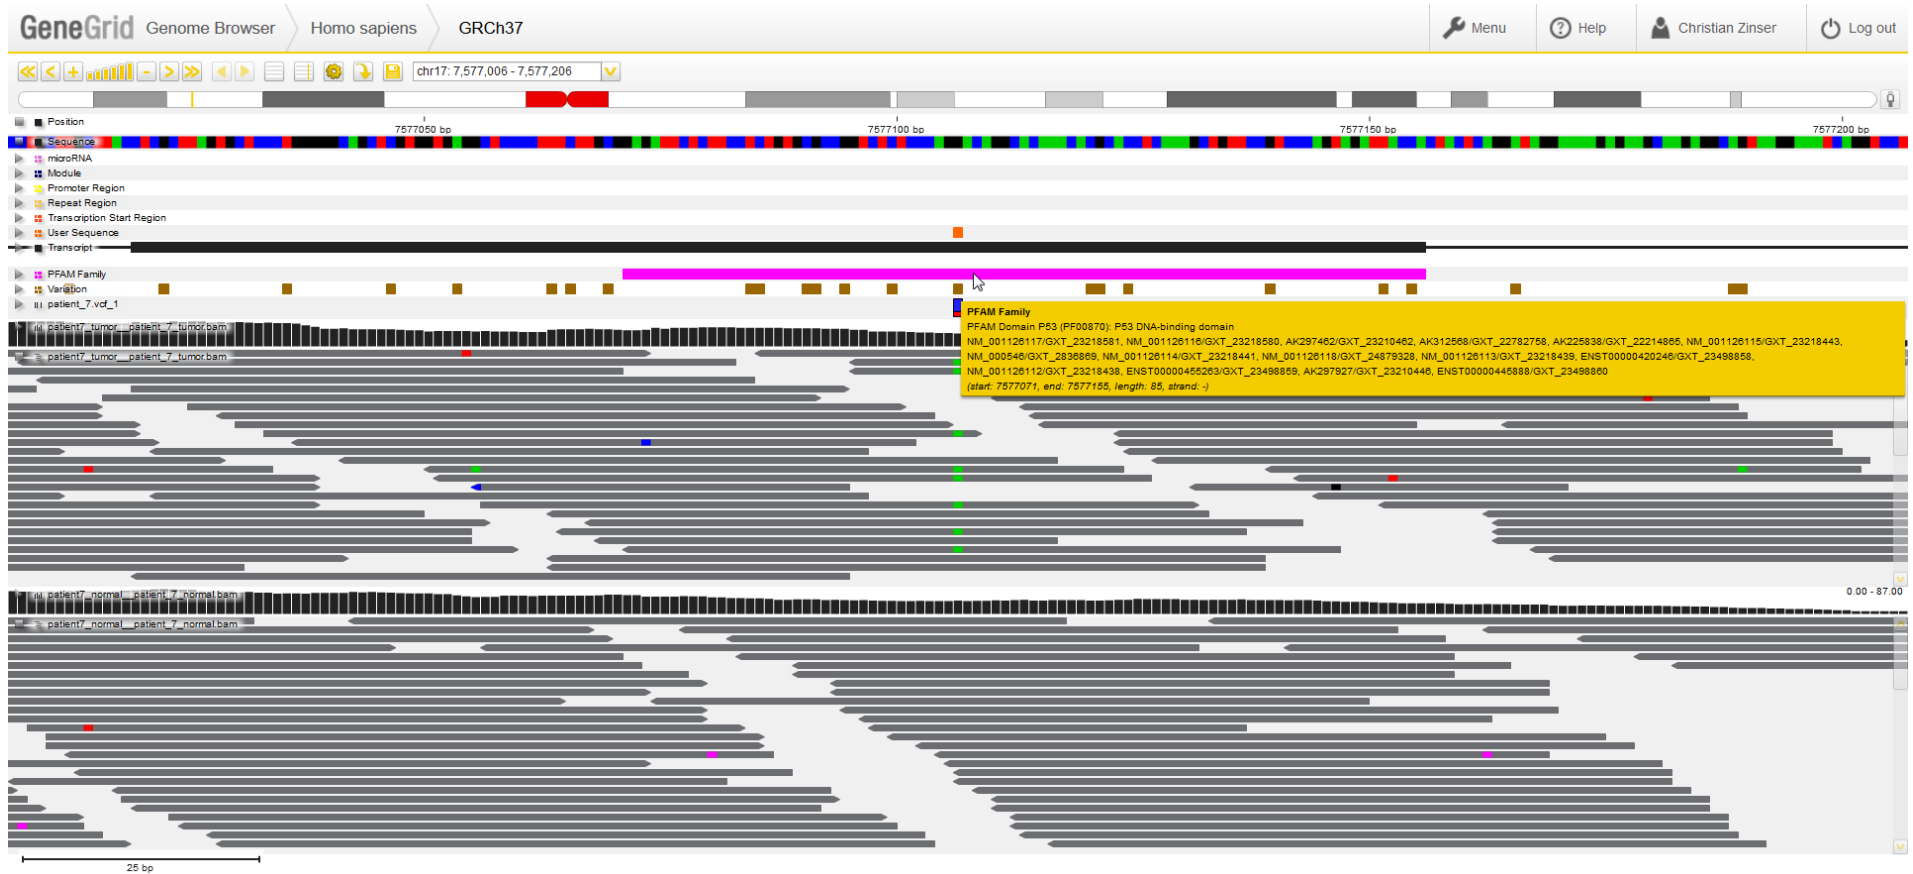 GeneGrid Genome Browser Homo sapiens GRCh37 Menu Help Christian Zinser Log out
chr17: 7,577,006 - 7,577,206
Position
7577050 bp 7577100 bp 7577150 bp 7577200 bp
Sequence
microRNA
Module
Promoter Region
Repeat Region
Transcription Start Region
User Sequence
Transcript
PFAM Family
Variation
patient_7.vcf_1
PFAM Family
PFAM Domain P53 (PF00870): P53 DNA-binding domain
NM_001126117/GXT_23218581, NM_001126116/GXT_23218580, AK297462/GXT_23210462, AK312568/GXT_22782758, AK225838/GXT_22214865, NM_001126115/GXT_23218443,
NM_000546/GXT_2836869, NM_001126114/GXT_23218441, NM_001126118/GXT_24879328, NM_001126113/GXT_23218439, ENST00000420246/GXT_23498858,
NM_001126112/GXT_23218438, ENST00000455263/GXT_23498859, AK297927/GXT_23210446, ENST00000445888/GXT_23498860
(start: 7577071, end: 7577155, length: 85, strand: -)
patient7_tumor__patient_7_tumor.bam
patient7_tumor__patient_7_tumor.bam
patient7_normal__patient_7_normal.bam
0.00 - 87.00
patient7_normal__patient_7_normal.bam
25 bp